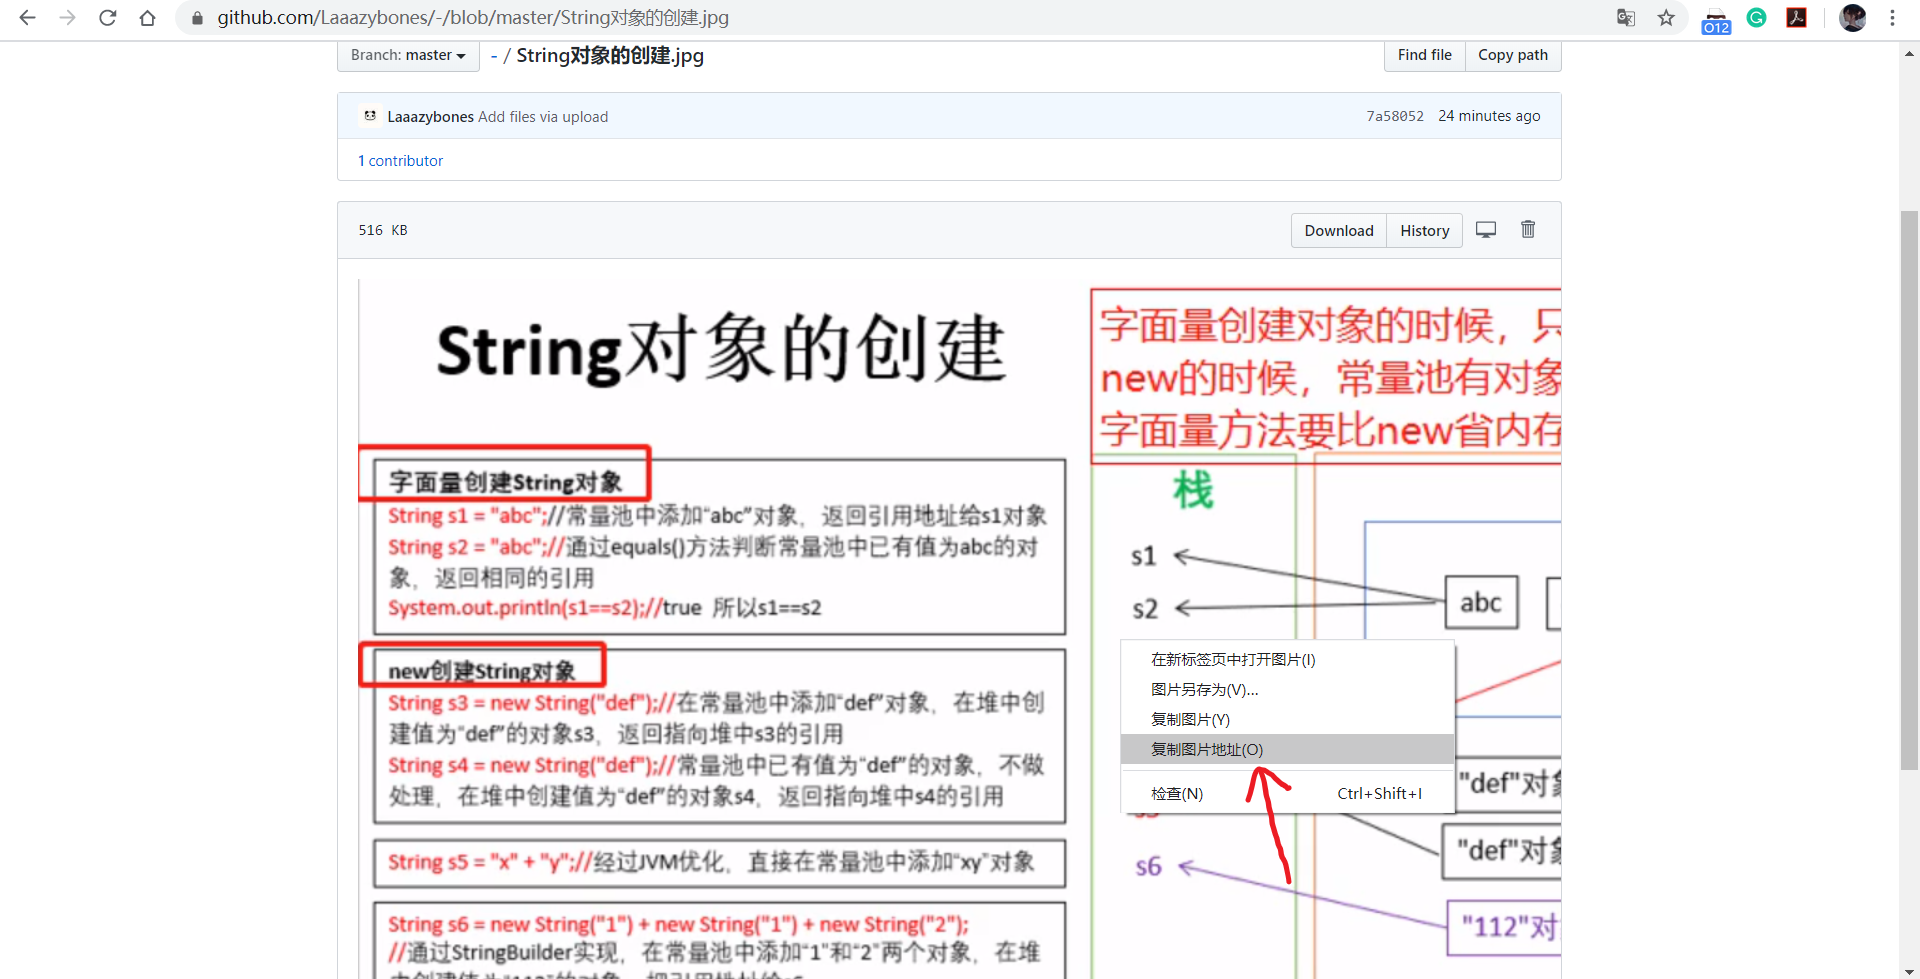 github.com/Laaazybones/-/blob/master/String对象的创建.jpg
O12
Branch: master
- / String对象的创建.jpg
Find file
Copy path
Laaazybones Add files via upload
7a58052 24 minutes ago
1 contributor
516 KB
Download
History
String对象的创建
字面量创建对象的时候，只
new的时候，常量池有对象
字面量方法要比new省内存
字面量创建String对象
String s1 = "abc";//常量池中添加“abc”对象，返回引用地址给s1对象
String s2 = "abc";//通过equals()方法判断常量池中已有值为abc的对
象，返回相同的引用
System.out.println(s1==s2);//true 所以s1==s2
new创建String对象
String s3 = new String("def");//在常量池中添加“def”对象，在堆中创
建值为“def”的对象s3，返回指向堆中s3的引用
String s4 = new String("def");//常量池中已有值为“def”的对象，不做
处理，在堆中创建值为“def”的对象s4，返回指向堆中s4的引用
String s5 = "x" + "y";//经过JVM优化，直接在常量池中添加“xy”对象
String s6 = new String("1") + new String("1") + new String("2");
//通过StringBuilder实现，在常量池中添加“1”和“2”两个对象，在堆
栈
s1
s2
abc
在新标签页中打开图片(I)
图片另存为(V)...
复制图片(Y)
复制图片地址(O)
检查(N)
Ctrl+Shift+I
"def"对象
"def"对象
s6
"112"对